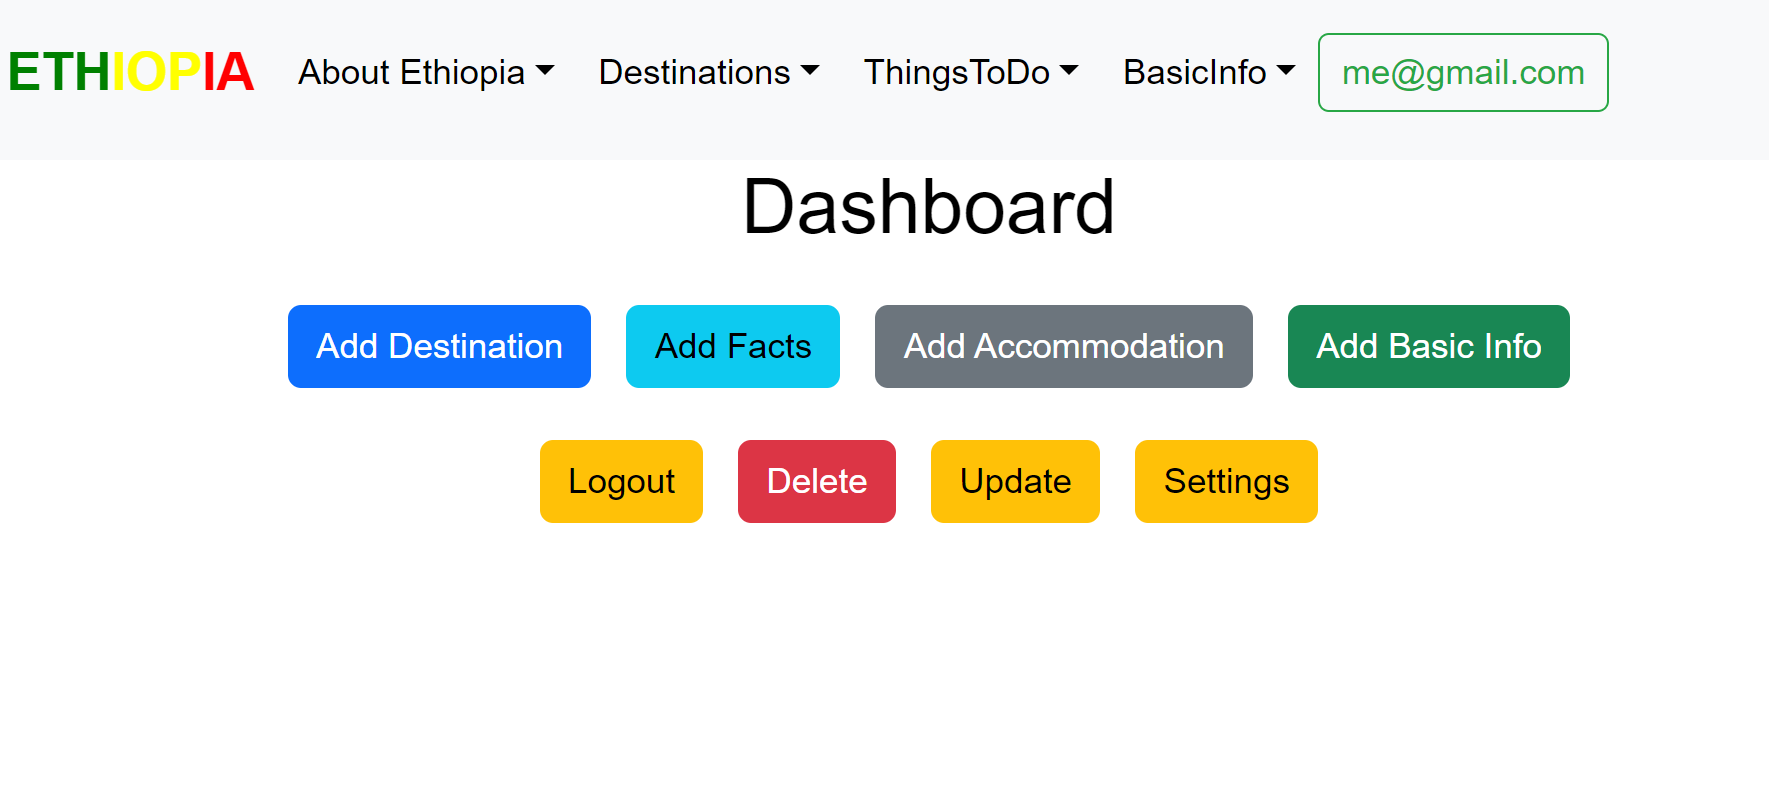 ETHIOPIA About Ethiopia Destinations ThingsToDo BasicInfo me@gmail.com
Dashboard
Add Destination Add Facts Add Accommodation Add Basic Info
Logout Delete Update Settings